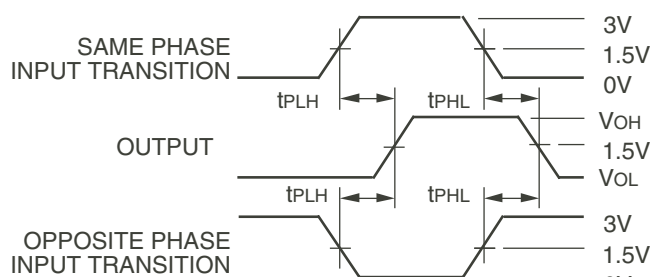 3V
SAME PHASE
1.5V
INPUT TRANSITION
0V
tPLH
tPHL
VOH
OUTPUT
1.5V
VOL
tPLH
tPHL
3V
OPPOSITE PHASE
1.5V
INPUT TRANSITION